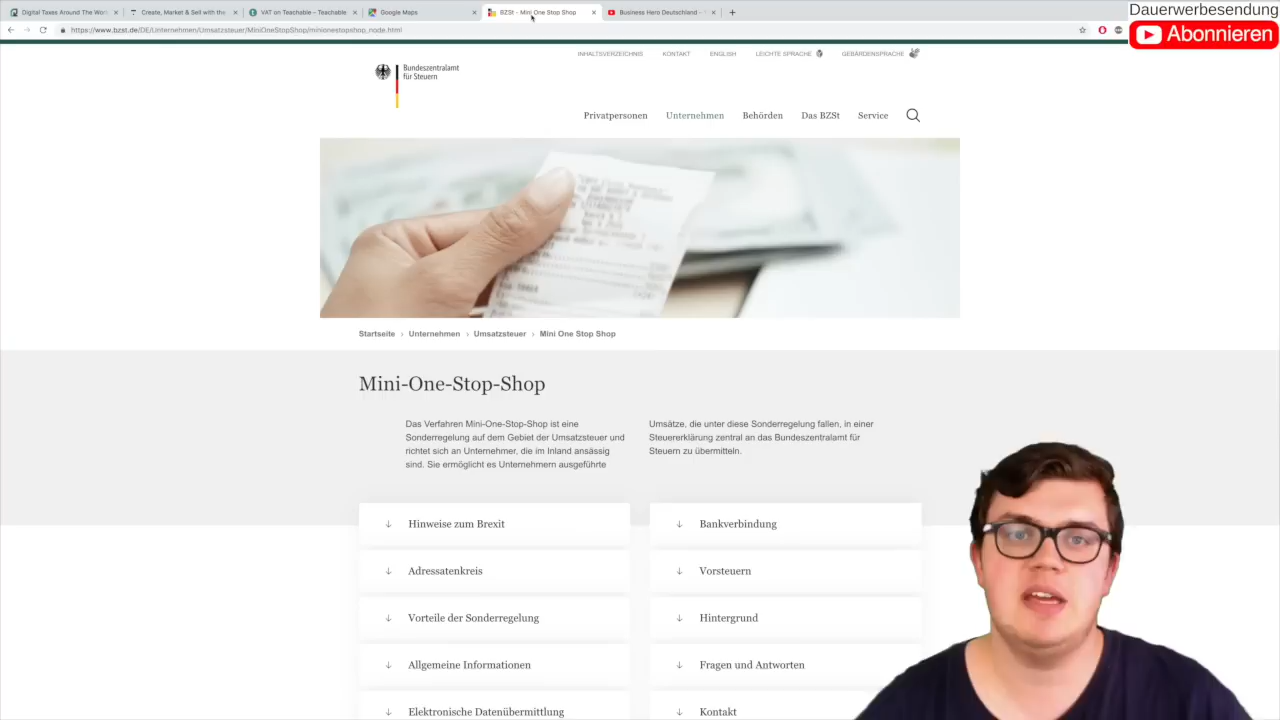 Digital Taxes Around The Worl
Create, Market & Sell with the
VAT on Teachable – Teachable
Google Maps
BZSt - Mini One Stop Shop
Business Hero Deutschland -
Dauerwerbesendung
https://www.bzst.de/DE/Unternehmen/Umsatzsteuer/MiniOneStopShop/minionestopshop_node.html
Abonnieren
INHALTSVERZEICHNIS
KONTAKT
ENGLISH
LEICHTE SPRACHE
GEBÄRDENSPRACHE
Bundeszentralamt
für Steuern
Privatpersonen
Unternehmen
Behörden
Das BZSt
Service
Startseite › Unternehmen › Umsatzsteuer › Mini One Stop Shop
Mini-One-Stop-Shop
Das Verfahren Mini-One-Stop-Shop ist eine
Sonderregelung auf dem Gebiet der Umsatzsteuer und
richtet sich an Unternehmer, die im Inland ansässig
sind. Sie ermöglicht es Unternehmern ausgeführte
Umsätze, die unter diese Sonderregelung fallen, in einer
Steuererklärung zentral an das Bundeszentralamt für
Steuern zu übermitteln.
Hinweise zum Brexit
Bankverbindung
Adressatenkreis
Vorsteuern
Vorteile der Sonderregelung
Hintergrund
Allgemeine Informationen
Fragen und Antworten
Elektronische Datenübermittlung
Kontakt